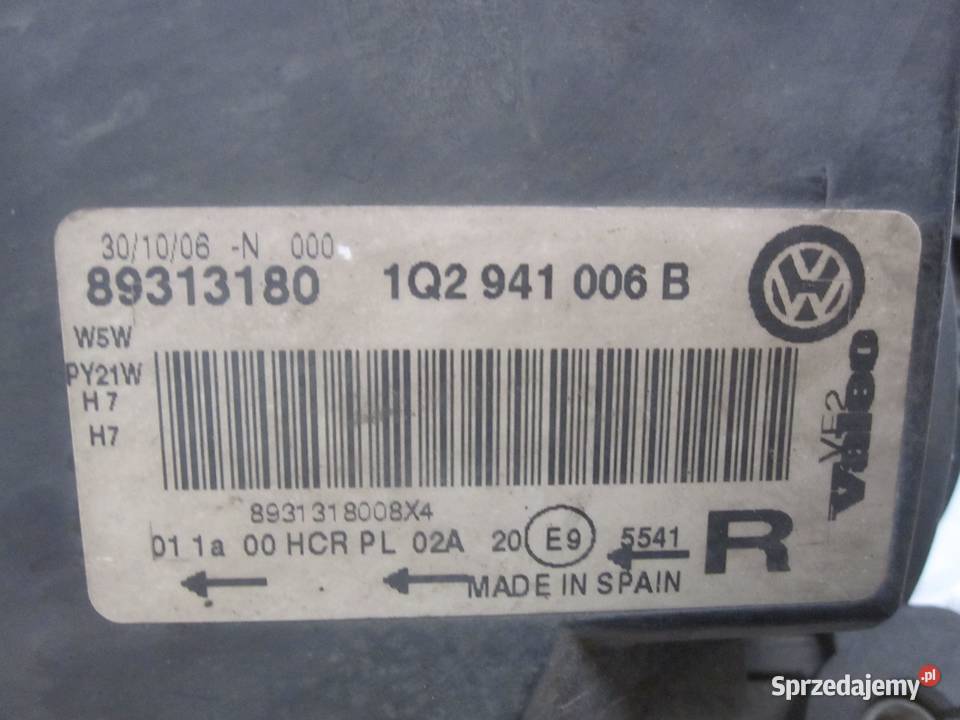 30/10/06 -N 000
89313180 1Q2 941 006 B
W5W
PY21W
H7
H7
VE2
Valeo
8931318008X4
01 1a 00 HCR PL 02A 20 E9 5541 R
MADE IN SPAIN
Sprzedajemy.pl